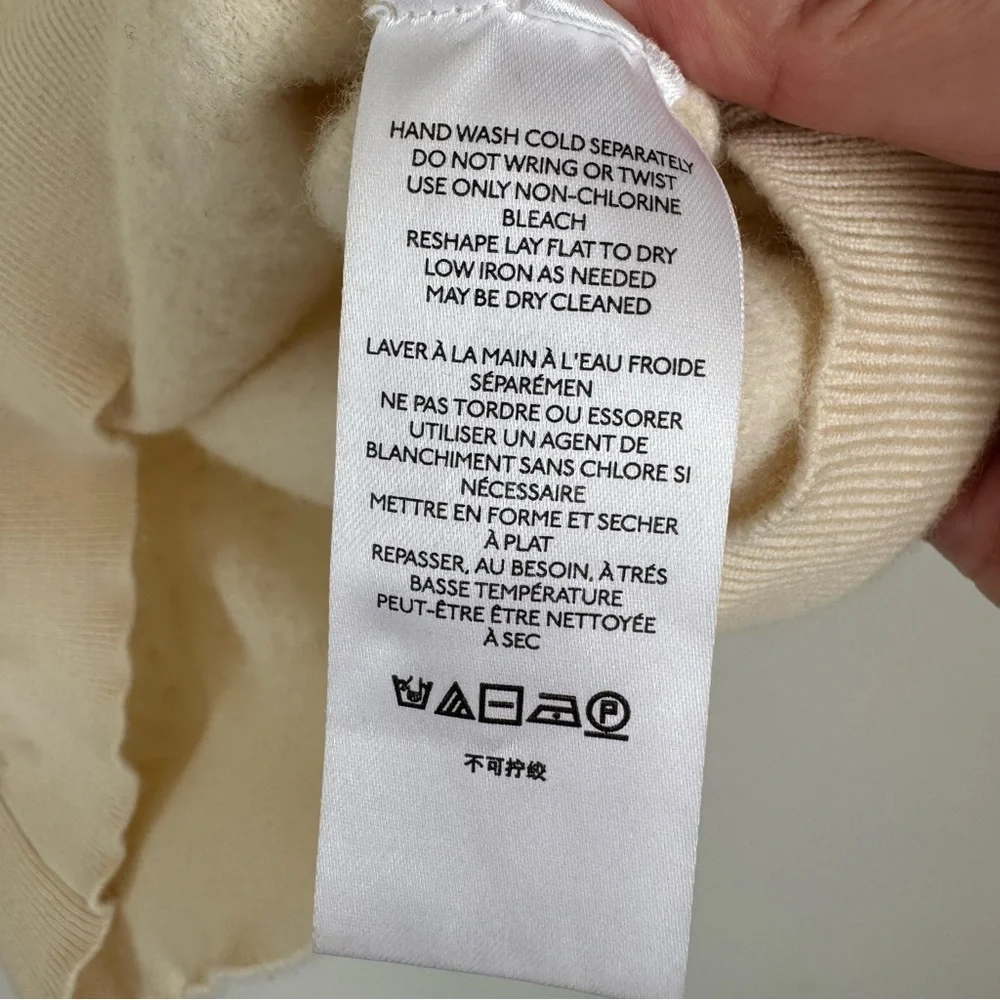 HAND WASH COLD SEPARATELY
DO NOT WRING OR TWIST
USE ONLY NON-CHLORINE
BLEACH
RESHAPE LAY FLAT TO DRY
LOW IRON AS NEEDED
MAY BE DRY CLEANED
LAVER À LA MAIN À L'EAU FROIDE
SÉPARÉMEN
NE PAS TORDRE OU ESSORER
UTILISER UN AGENT DE
BLANCHIMENT SANS CHLORE SI
NÉCESSAIRE
METTRE EN FORME ET SECHER
À PLAT
REPASSER, AU BESOIN, À TRÉS
BASSE TEMPÉRATURE
PEUT-ÊTRE ÊTRE NETTOYÉE
À SEC
P
不可拧绞